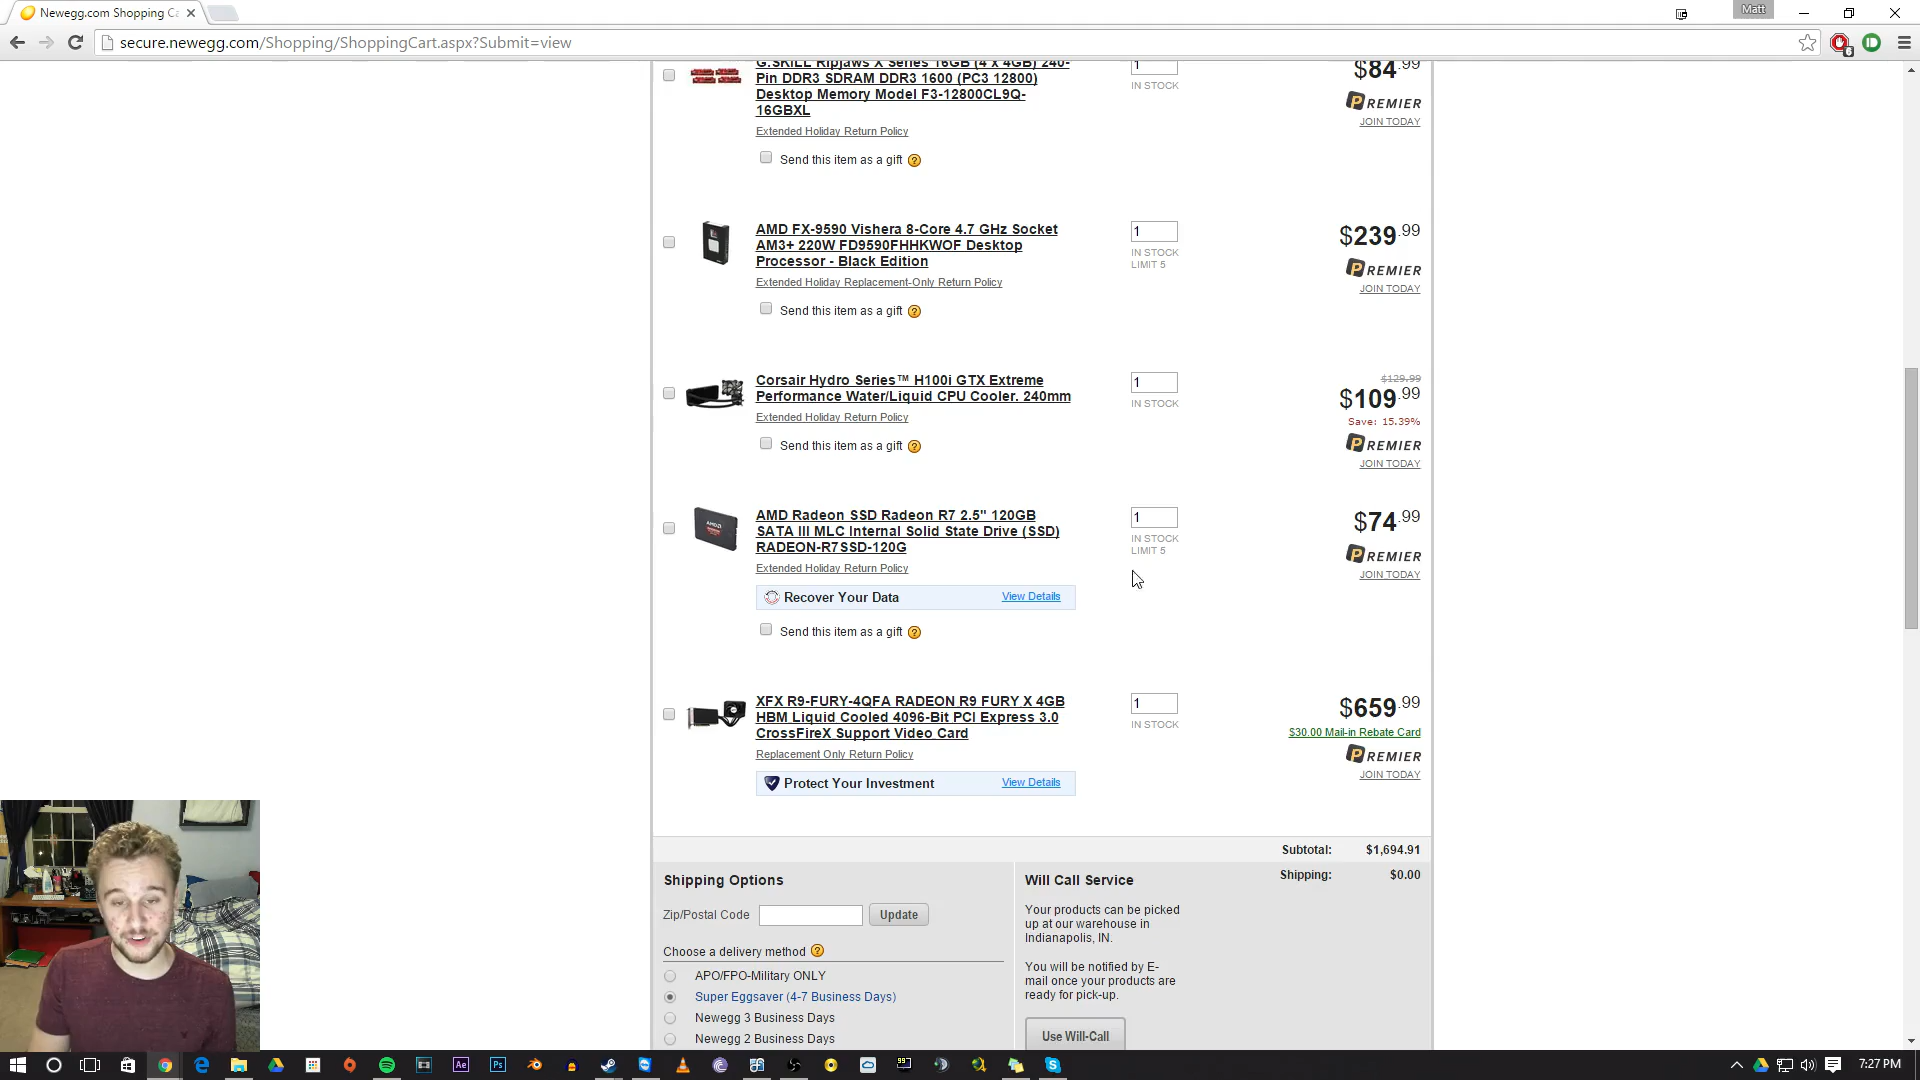 Newegg.com Shopping Ca
Matt
secure.newegg.com/Shopping/ShoppingCart.aspx?Submit=view
G.SKILL Ripjaws X Series 16GB (4 x 4GB) 240-
Pin DDR3 SDRAM DDR3 1600 (PC3 12800)
Desktop Memory Model F3-12800CL9Q-
16GBXL
Extended Holiday Return Policy
Send this item as a gift
1
IN STOCK
$84.99
PREMIER
JOIN TODAY
AMD FX-9590 Vishera 8-Core 4.7 GHz Socket
AM3+ 220W FD9590FHHKWOF Desktop
Processor - Black Edition
Extended Holiday Replacement-Only Return Policy
Send this item as a gift
1
IN STOCK
LIMIT 5
$239.99
PREMIER
JOIN TODAY
Corsair Hydro Series™ H100i GTX Extreme
Performance Water/Liquid CPU Cooler. 240mm
Extended Holiday Return Policy
Send this item as a gift
1
IN STOCK
$129.99
$109.99
Save: 15.39%
PREMIER
JOIN TODAY
AMD Radeon SSD Radeon R7 2.5" 120GB
SATA III MLC Internal Solid State Drive (SSD)
RADEON-R7SSD-120G
Extended Holiday Return Policy
Recover Your Data View Details
Send this item as a gift
1
IN STOCK
LIMIT 5
$74.99
PREMIER
JOIN TODAY
XFX R9-FURY-4QFA RADEON R9 FURY X 4GB
HBM Liquid Cooled 4096-Bit PCI Express 3.0
CrossFireX Support Video Card
Replacement Only Return Policy
Protect Your Investment View Details
1
IN STOCK
$659.99
$30.00 Mail-in Rebate Card
PREMIER
JOIN TODAY
Subtotal: $1,694.91
Shipping: $0.00
Shipping Options
Zip/Postal Code Update
Choose a delivery method
APO/FPO-Military ONLY
Super Eggsaver (4-7 Business Days)
Newegg 3 Business Days
Newegg 2 Business Days
Will Call Service
Your products can be picked
up at our warehouse in
Indianapolis, IN.
You will be notified by E-
mail once your products are
ready for pick-up.
Use Will-Call
7:27 PM